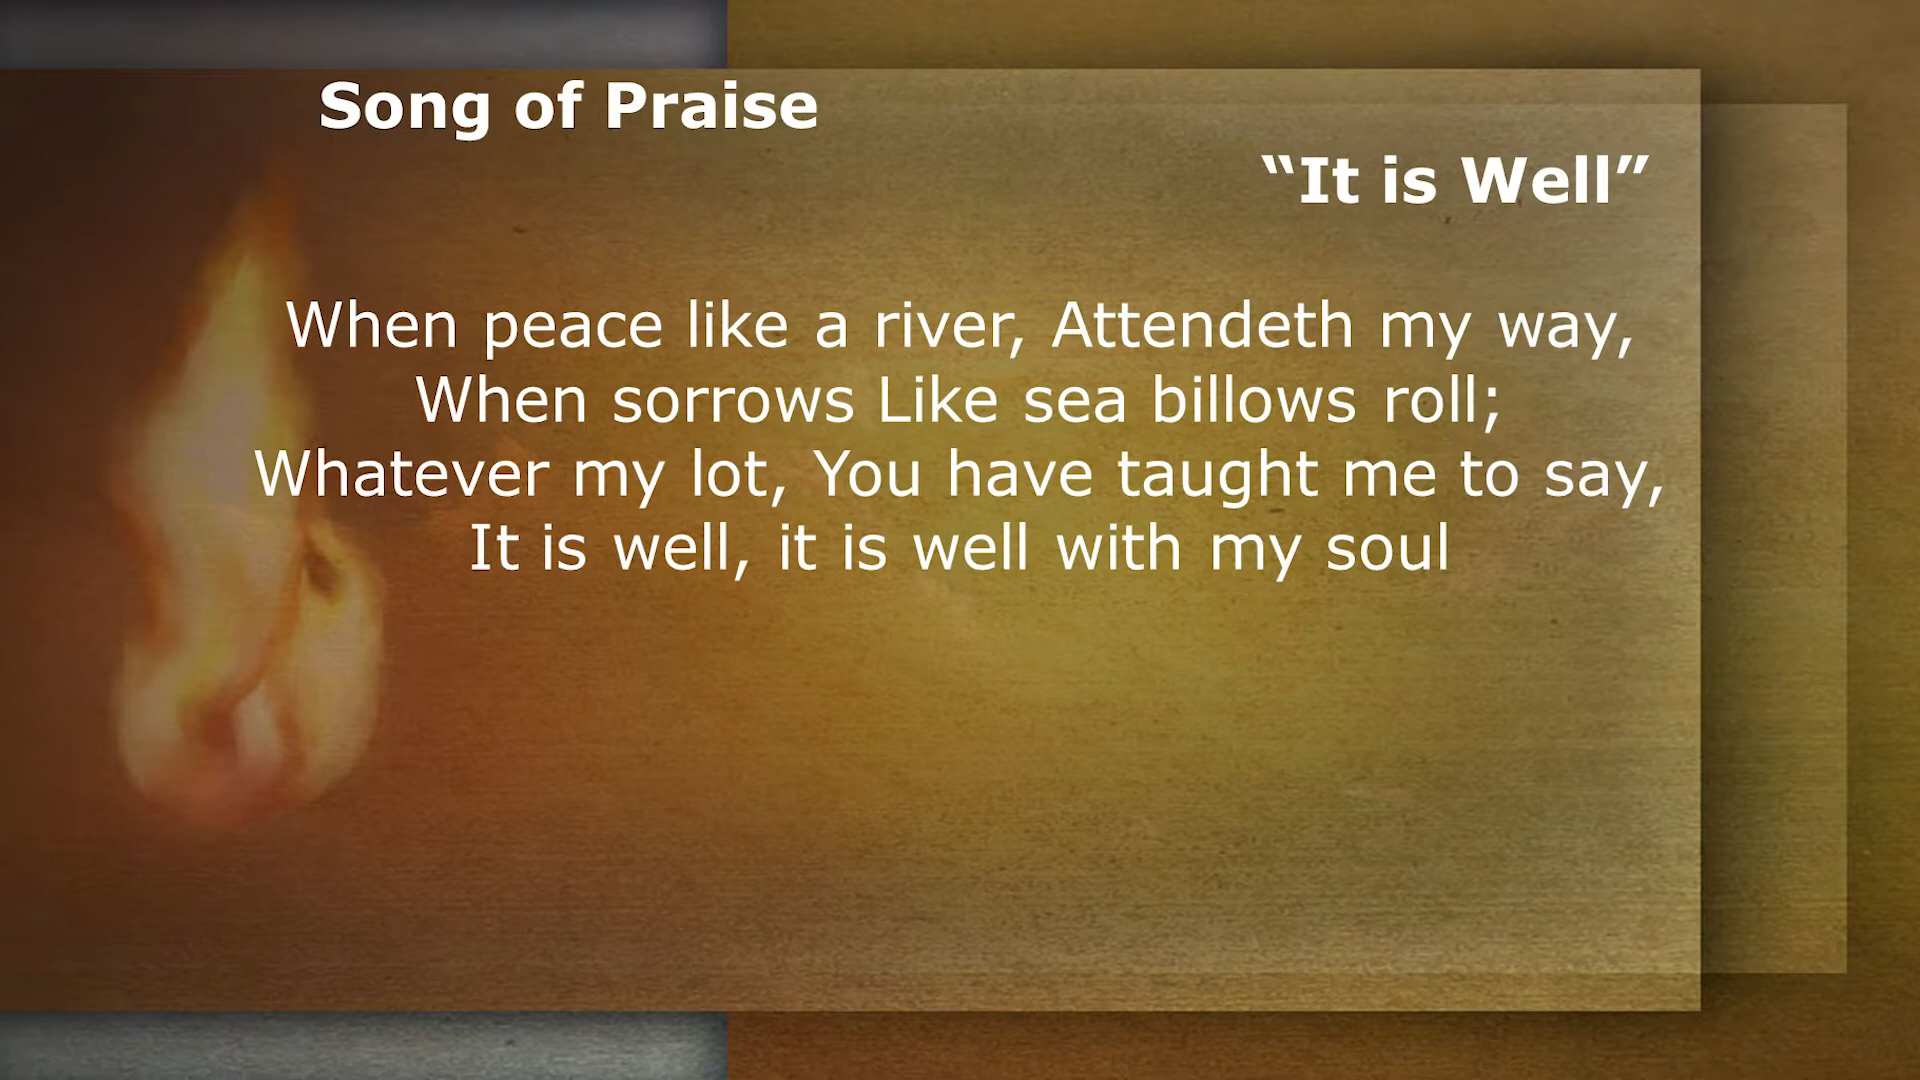 Song of Praise
“It is Well”
When peace like a river, Attendeth my way,
When sorrows Like sea billows roll;
Whatever my lot, You have taught me to say,
It is well, it is well with my soul